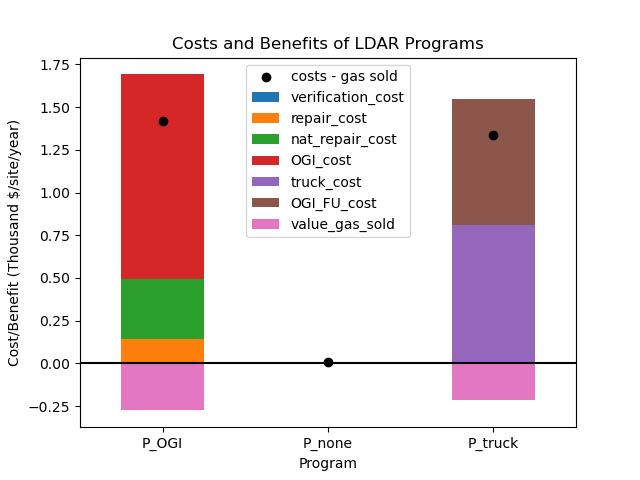 Costs and Benefits of LDAR Programs
Cost/Benefit (Thousand $/site/year)
1.75
1.50
1.25
1.00
0.75
0.50
0.25
0.00
−0.25
costs - gas sold
verification_cost
repair_cost
nat_repair_cost
OGI_cost
truck_cost
OGI_FU_cost
value_gas_sold
P_OGI
P_none
P_truck
Program